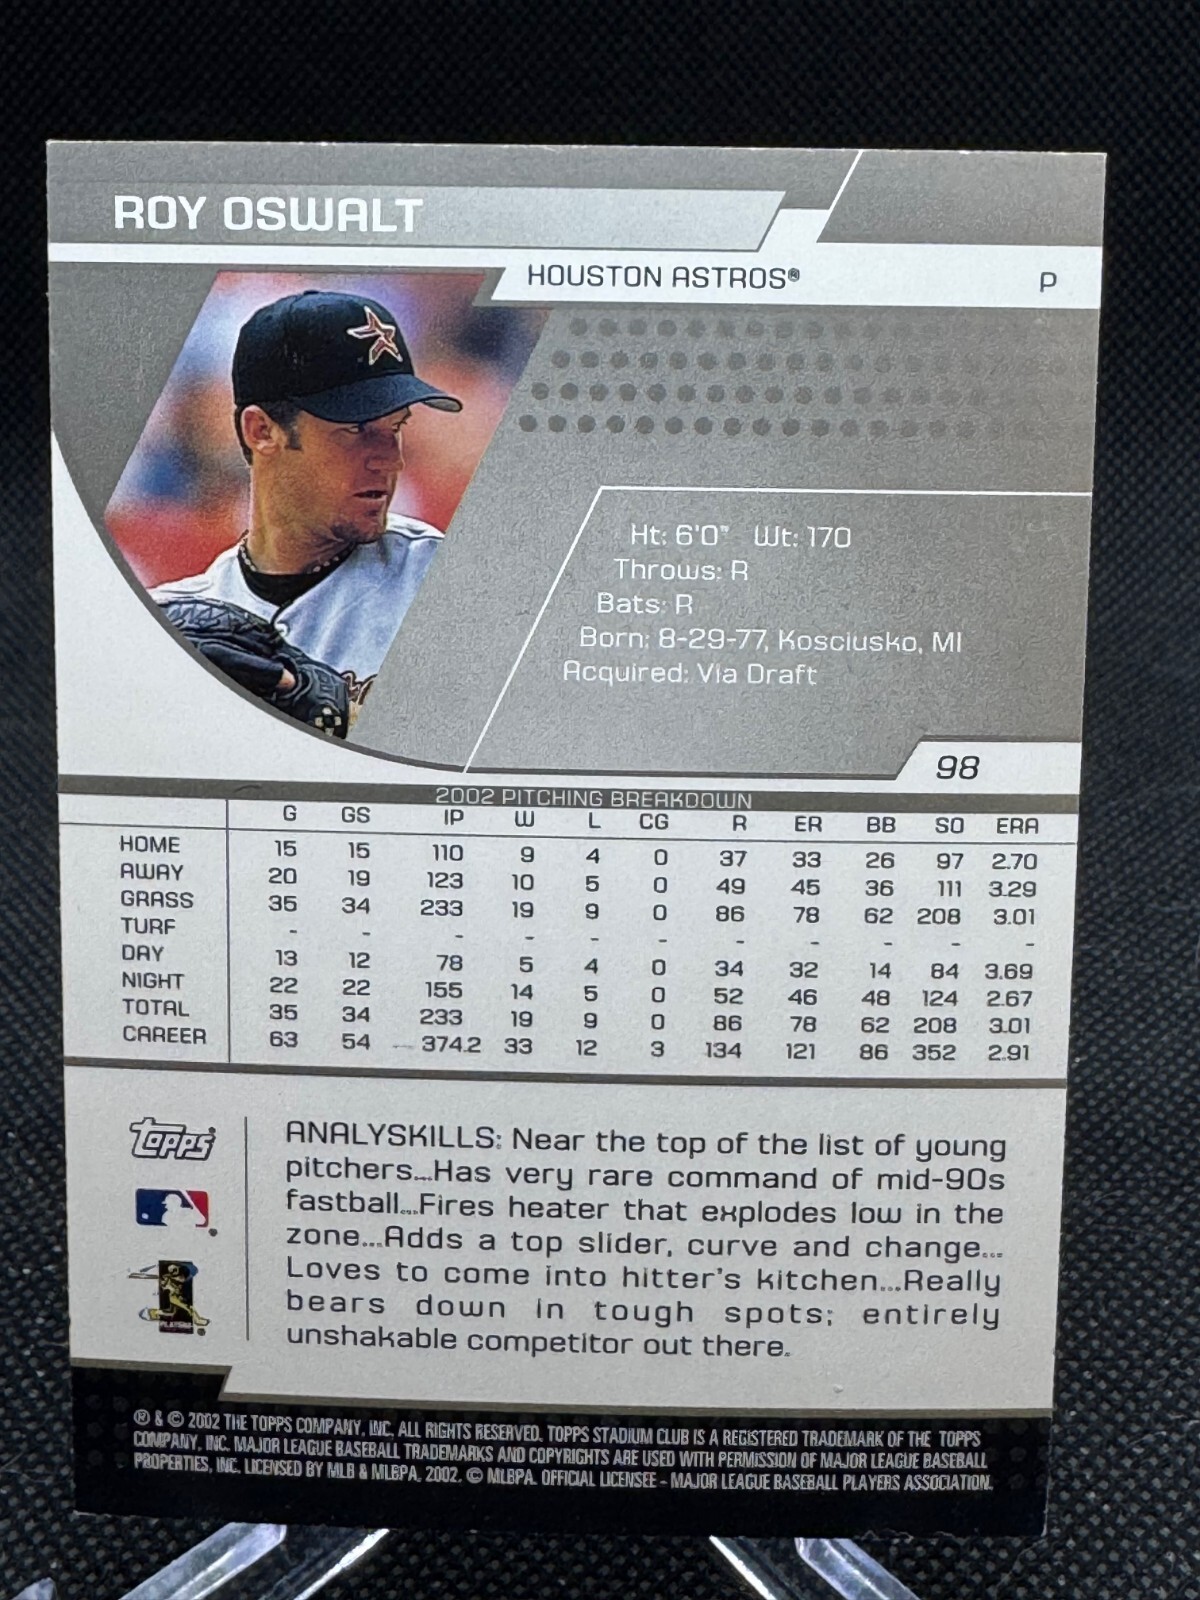 ROY OSWALT
HOUSTON ASTROS® P
Ht: 6'0" Wt: 170
Throws: R
Bats: R
Born: 8-29-77, Kosciusko, MI
Acquired: Via Draft
98
2002 PITCHING BREAKDOWN
G GS IP W L CG R ER BB SO ERA
HOME 15 15 110 9 4 0 37 33 26 97 2.70
AWAY 20 19 123 10 5 0 49 45 36 111 3.29
GRASS 35 34 233 19 9 0 86 78 62 208 3.01
TURF - - - - - - - - - - -
DAY 13 12 78 5 4 0 34 32 14 84 3.69
NIGHT 22 22 155 14 5 0 52 46 48 124 2.67
TOTAL 35 34 233 19 9 0 86 78 62 208 3.01
CAREER 63 54 374.2 33 12 3 134 121 86 352 2.91
Topps
ANALYSKILLS: Near the top of the list of young
pitchers...Has very rare command of mid-90s
fastball...Fires heater that explodes low in the
zone...Adds a top slider, curve and change...
Loves to come into hitter's kitchen...Really
bears down in tough spots; entirely
unshakable competitor out there.
PLAYERS
® & © 2002 THE TOPPS COMPANY, INC. ALL RIGHTS RESERVED. TOPPS STADIUM CLUB IS A REGISTERED TRADEMARK OF THE TOPPS
COMPANY, INC. MAJOR LEAGUE BASEBALL TRADEMARKS AND COPYRIGHTS ARE USED WITH PERMISSION OF MAJOR LEAGUE BASEBALL
PROPERTIES, INC. LICENSED BY MLB & MLBPA, 2002. © MLBPA. OFFICIAL LICENSEE - MAJOR LEAGUE BASEBALL PLAYERS ASSOCIATION.